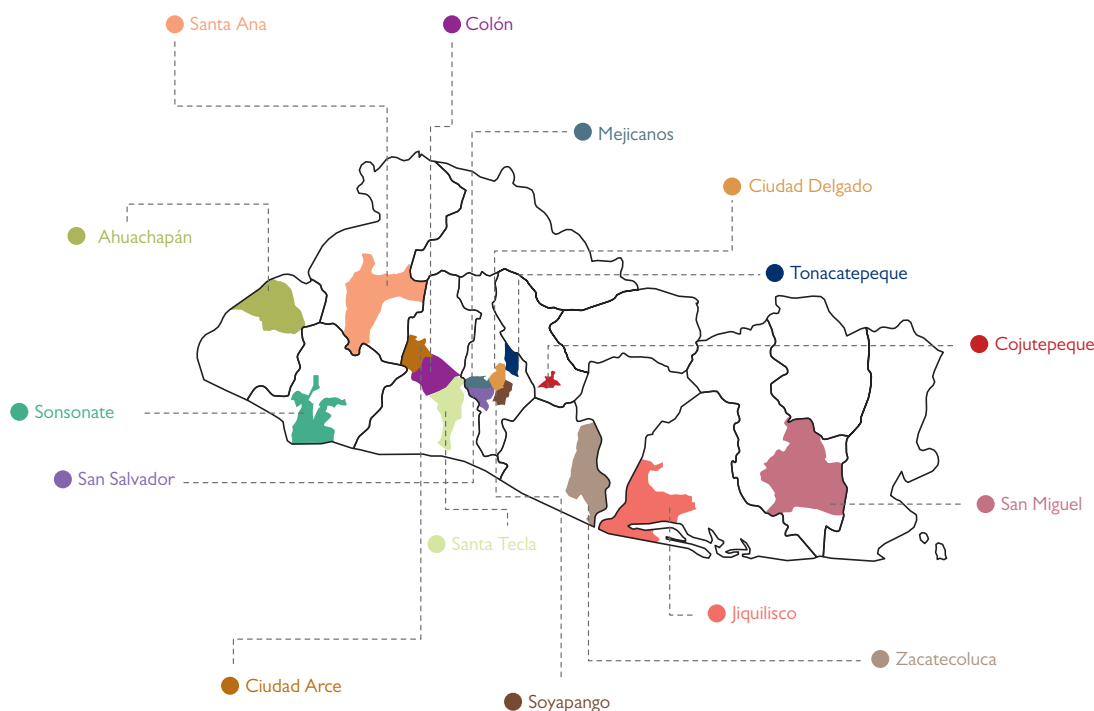 Santa Ana
Colón
Mejicanos
Ciudad Delgado
Ahuachapán
Tonacatepeque
Cojutepeque
Sonsonate
San Salvador
San Miguel
Santa Tecla
Jiquilisco
Zacatecoluca
Ciudad Arce
Soyapango